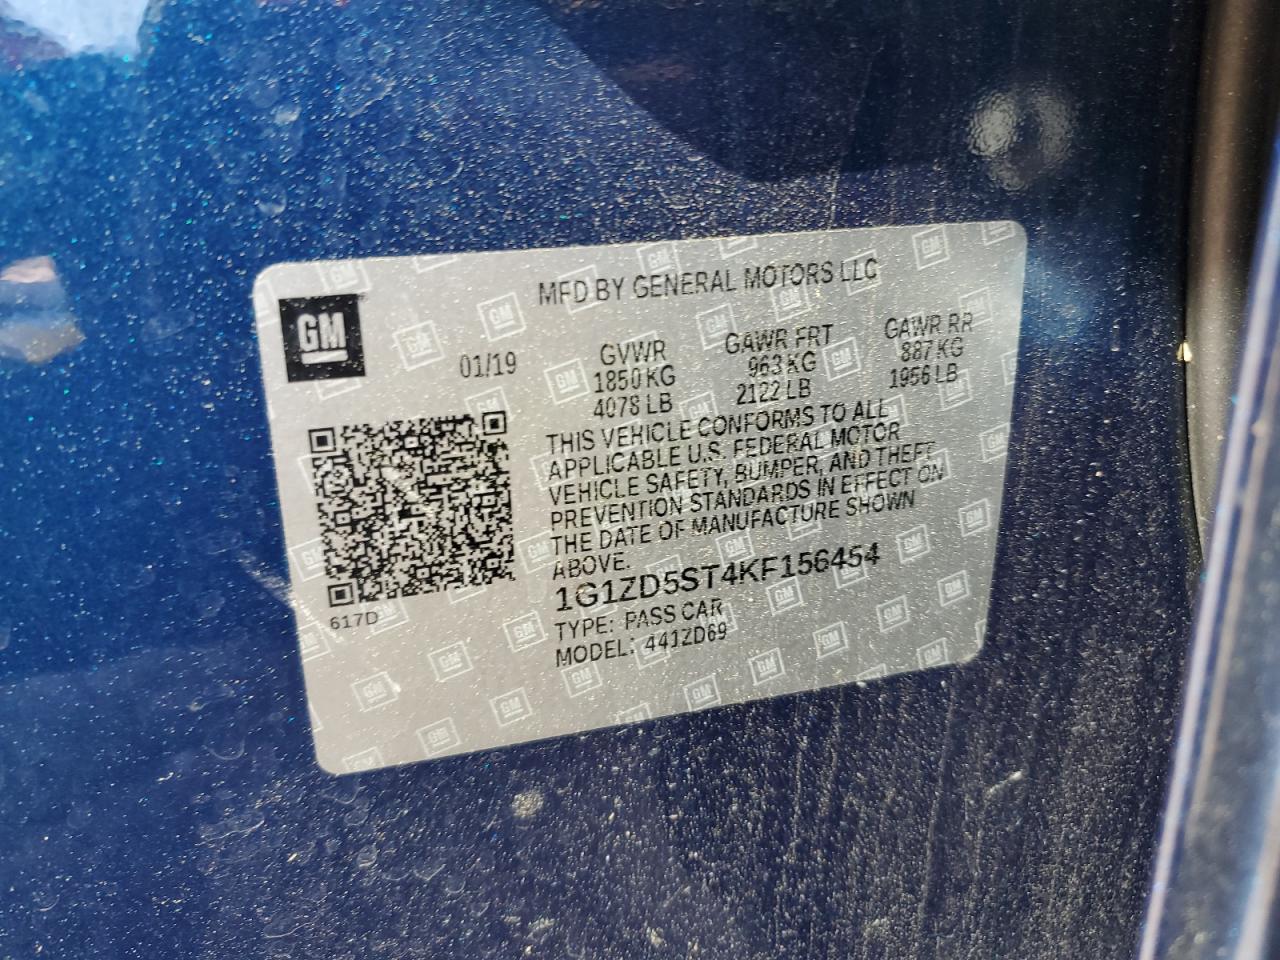 MFD BY GENERAL MOTORS LLC
GM
01/19
GVWR
1850 KG
4078 LB
GAWR FRT
963 KG
2122 LB
GAWR RR
887 KG
1956 LB
THIS VEHICLE CONFORMS TO ALL
APPLICABLE U.S. FEDERAL MOTOR
VEHICLE SAFETY, BUMPER, AND THEFT
PREVENTION STANDARDS IN EFFECT ON
THE DATE OF MANUFACTURE SHOWN
ABOVE.
1G1ZD5ST4KF156454
TYPE: PASS CAR
MODEL: 441ZD69
617D